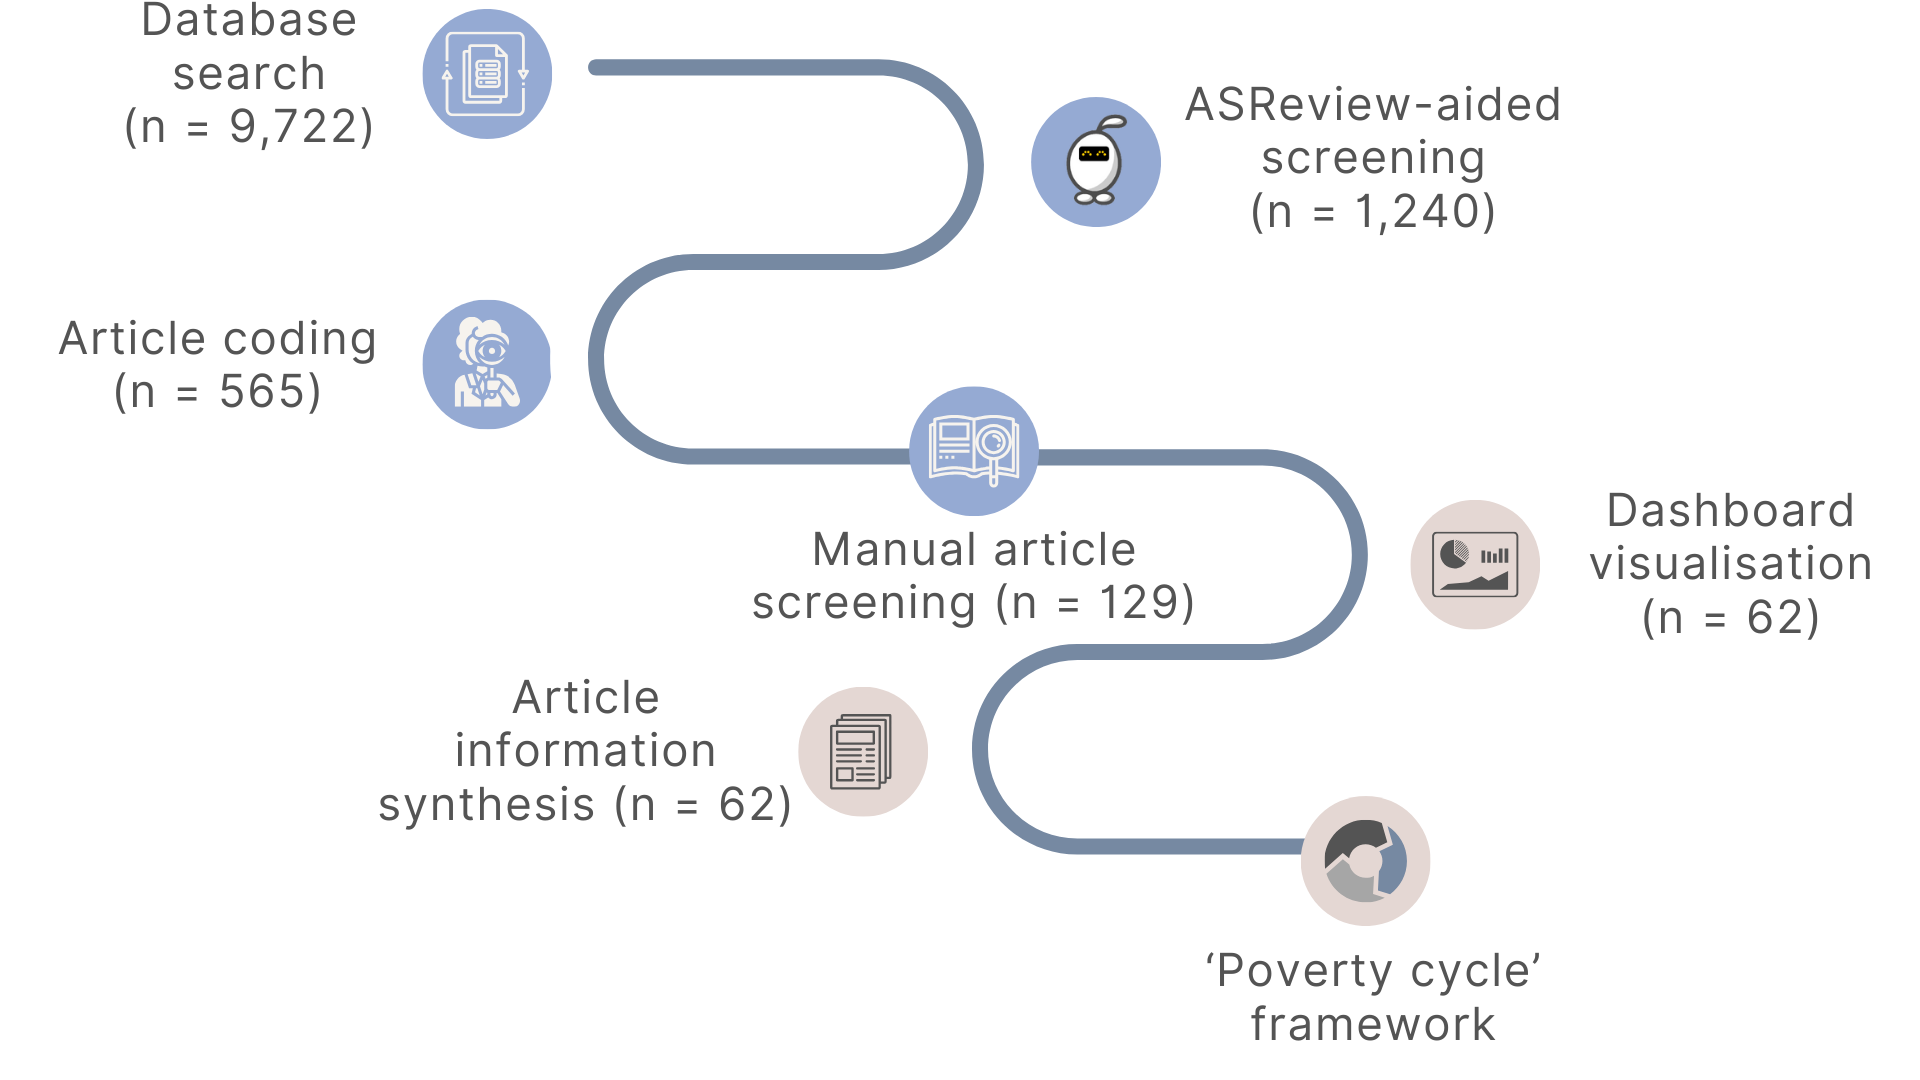 Database
search
(n = 9,722)
ASReview-aided
screening
(n = 1,240)
Article coding
(n = 565)
Manual article
screening (n = 129)
Dashboard
visualisation
(n = 62)
Article
information
synthesis (n = 62)
‘Poverty cycle’
framework